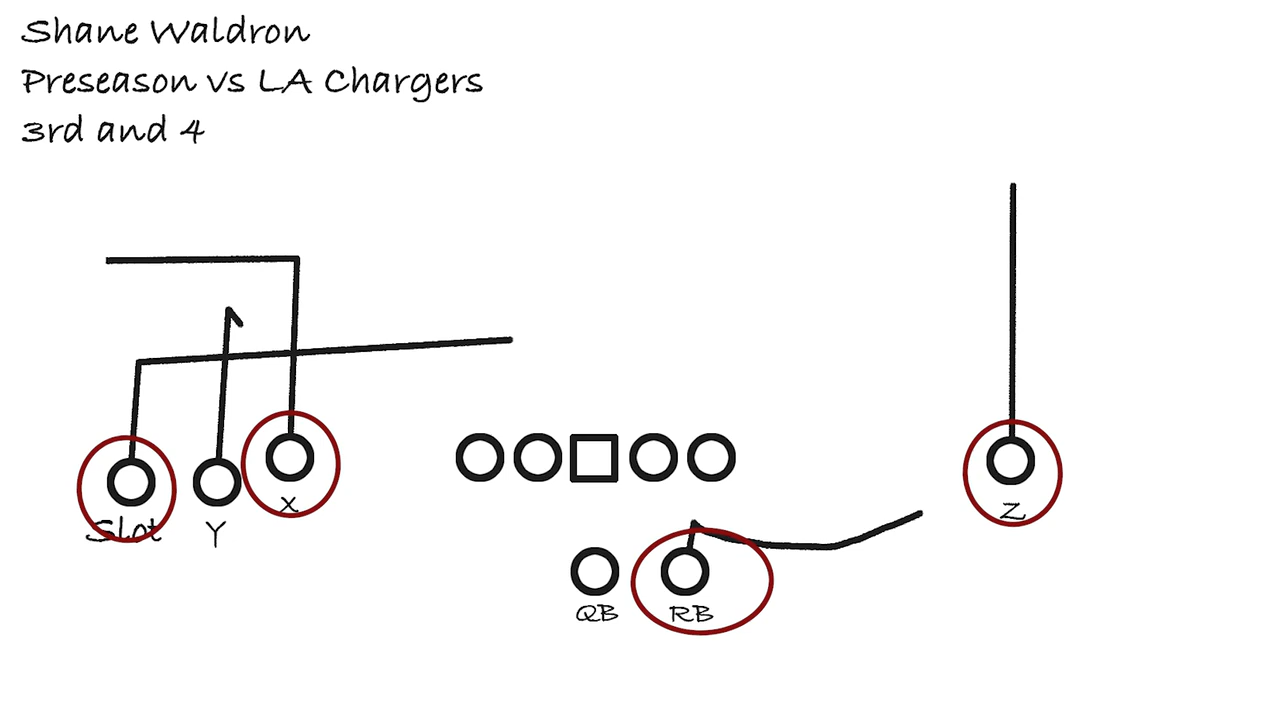 Shane Waldron
Preseason vs LA Chargers
3rd and 4
Slot
Y
X
QB
RB
Z